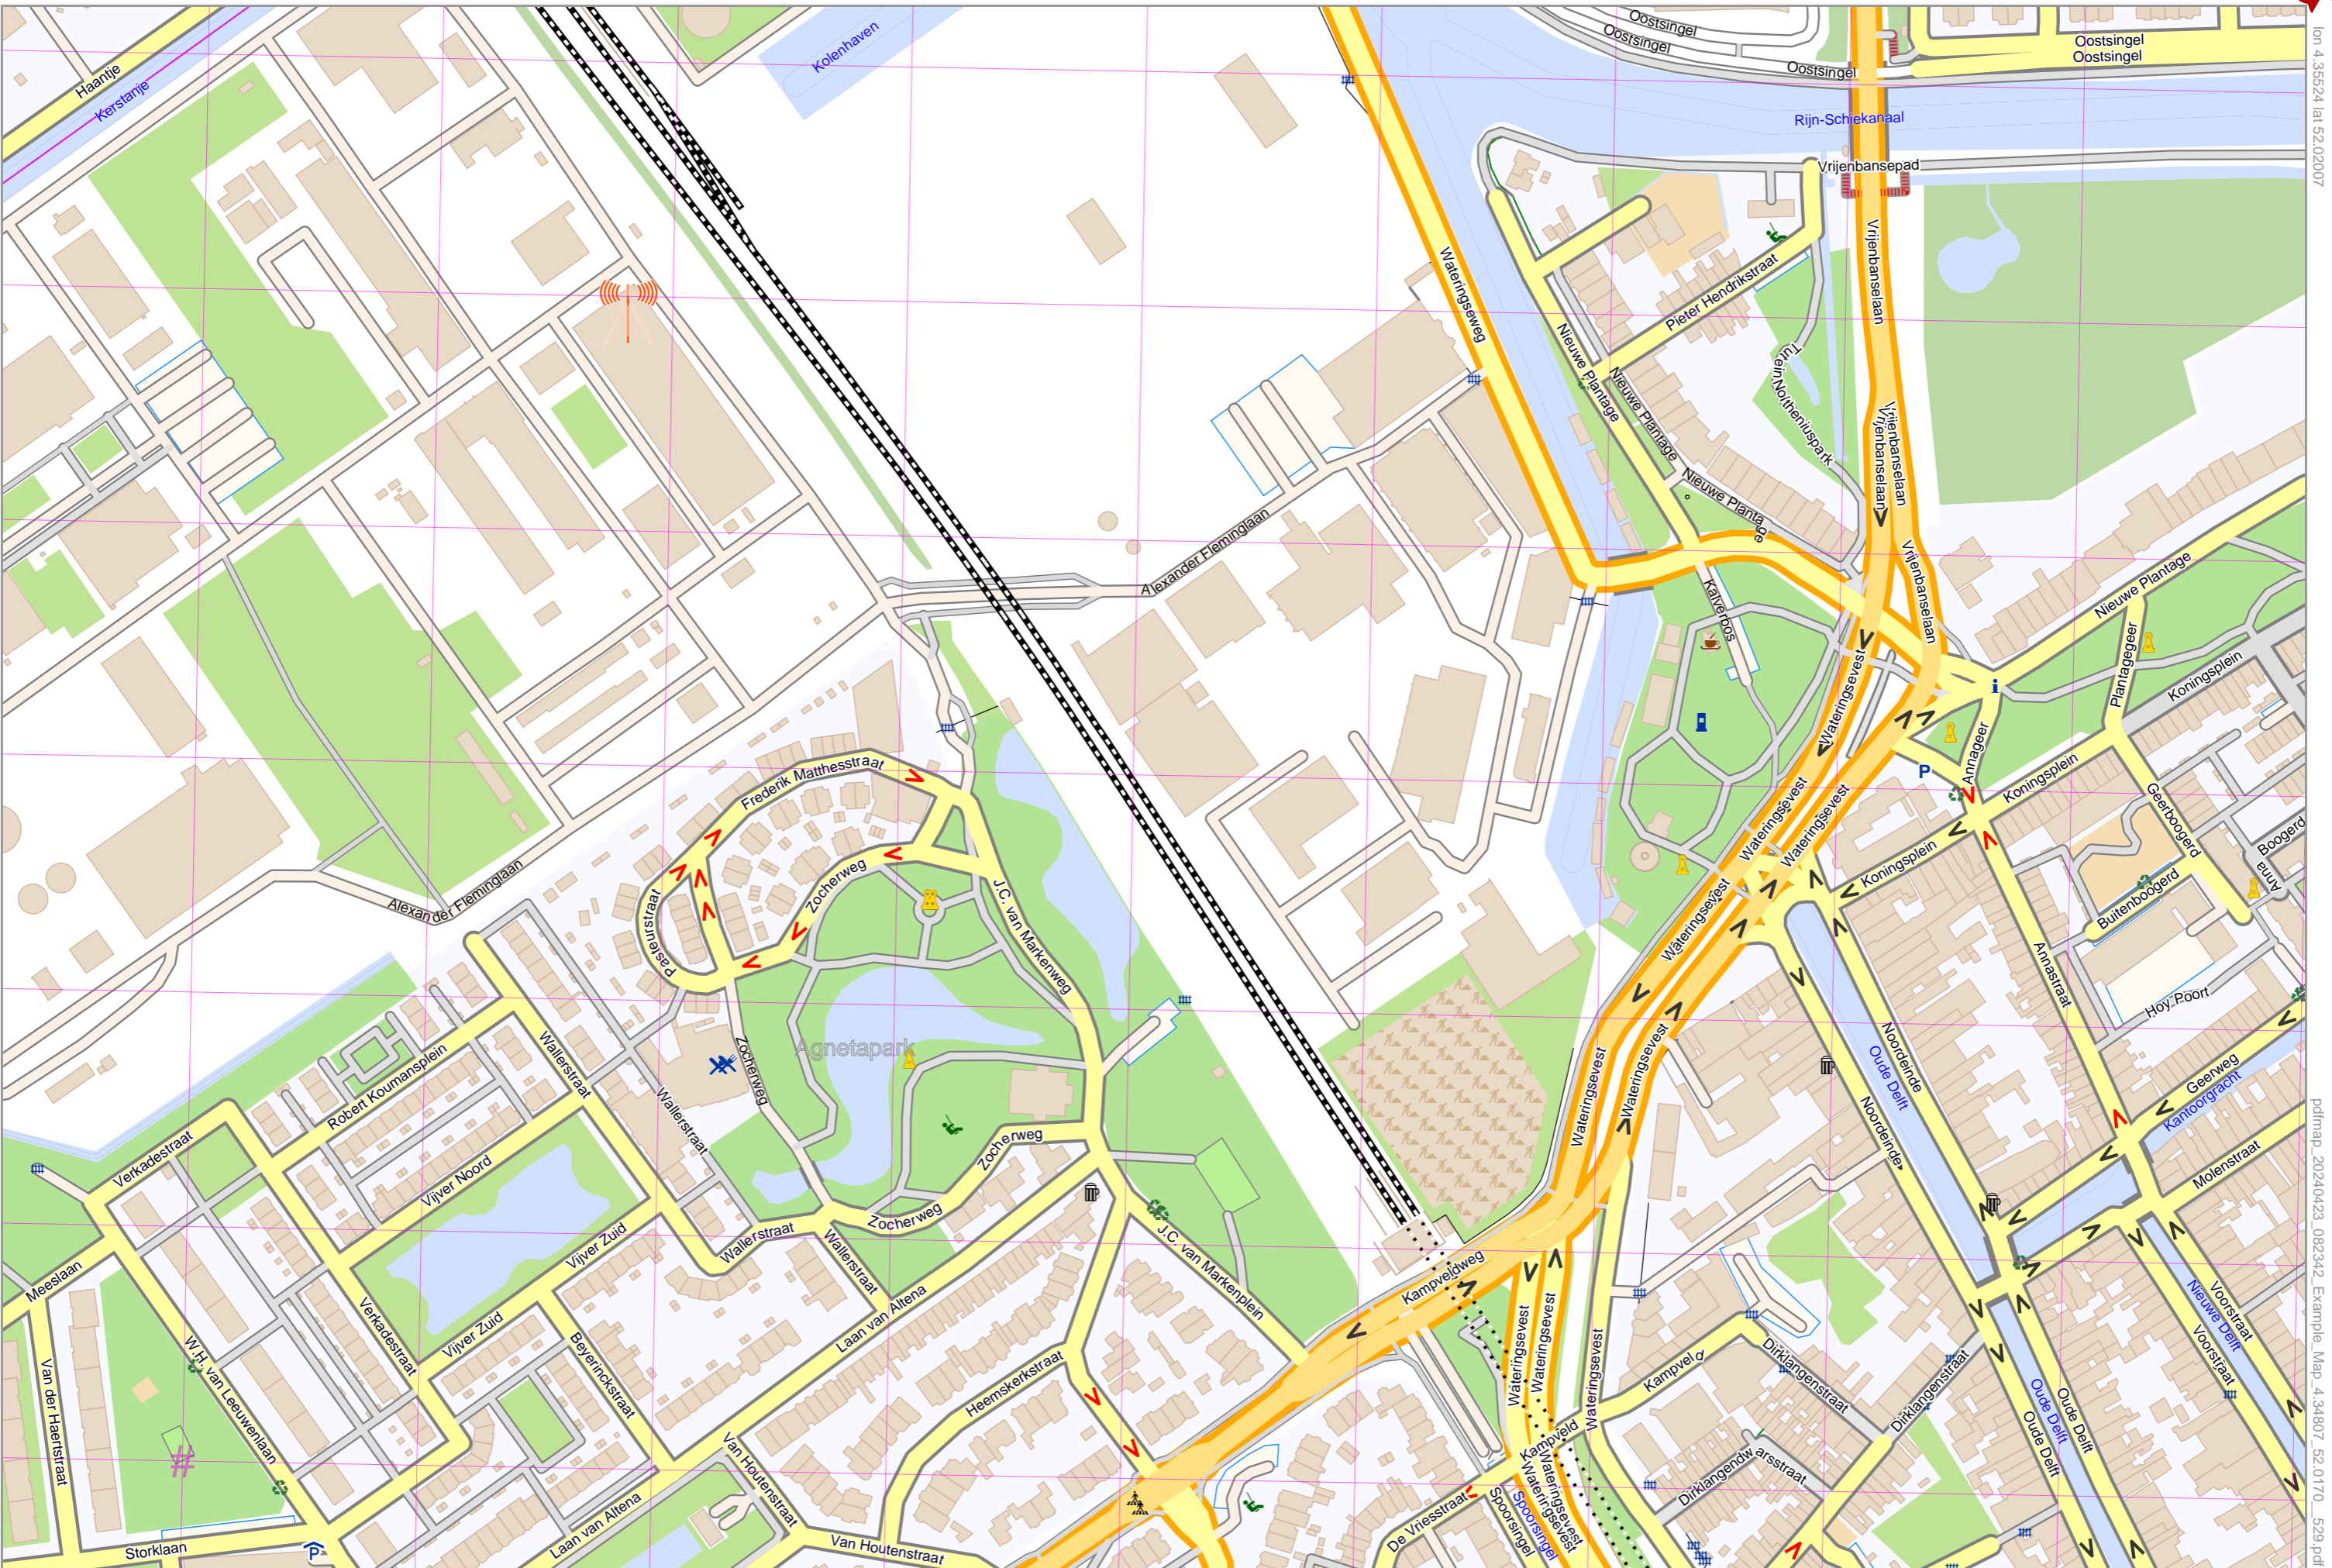 Haantje
Kerstanje
Kolenhaven
Oostsingel
Oostsingel
Oostsingel
Oostsingel
Oostsingel
Rijn-Schiekanaal
Vrijenbansepad
lon 4.35524 lat 52.02007
Wateringseweg
Vrijenbanselaan
Pieter Hendrikstraat
Nieuwe Plantage
Nieuwe Plantage
Tutein Noltheniuspark
Vrijenbanselaan
Vrijenbanselaan
Nieuwe Plantage
Alexander Fleminglaan
Vrijenbanselaan
Nieuwe Plantage
Kalverbos
Plantagegeer
Koningsplein
Wateringsevest
i
Annageer
P
Koningsplein
Frederik Matthesstraat
Wateringsevest
Wateringsevest
Geerboogerd
Boogerd
Anna
Koningsplein
Zocherweg
Buitenboogerd
Alexander Fleminglaan
Pasteurstraat
J.C. van Markenweg
Wateringsevest
Annastraat
Hoy Poort
Agnetapark
Robert Koumansplein
Wallerstraat
Zocherweg
Wallerstraat
Wateringsevest
Wateringsevest
Noordeinde
Oude Delft
Noordeinde
Geerweg
Kantoorgracht
Molenstraat
Verkadestraat
Vijver Noord
Zocherweg
Zocherweg
Wallerstraat
Wallerstraat
Vijver Zuid
J.C. van Markenplein
Kampveldweg
Meeslaan
Verkadestraat
Vijver Zuid
Laan van Altena
Wateringsevest
Wateringsevest
Wateringsevest
Voorstraat
Nieuwe Delft
Voorstraat
Van der Haertstraat
W.H. van Leeuwenlaan
Beyerinckstraat
Heemskerkstraat
Kampveld
Dirklangenstraat
Dirklangenstraat
Oude Delft
Oude Delft
Oude Delft
#
Van Houtenstraat
Kampveld
Dirklangendwarsstraat
Laan van Altena
Van Houtenstraat
Storklaan
P
De Vriesstraat
Spoorsingel
Spoorsingel
Wateringsevest
Wateringsevest
pdfmap_20240423_082342_Example_Map_4.34807_52.0170_529.pdf